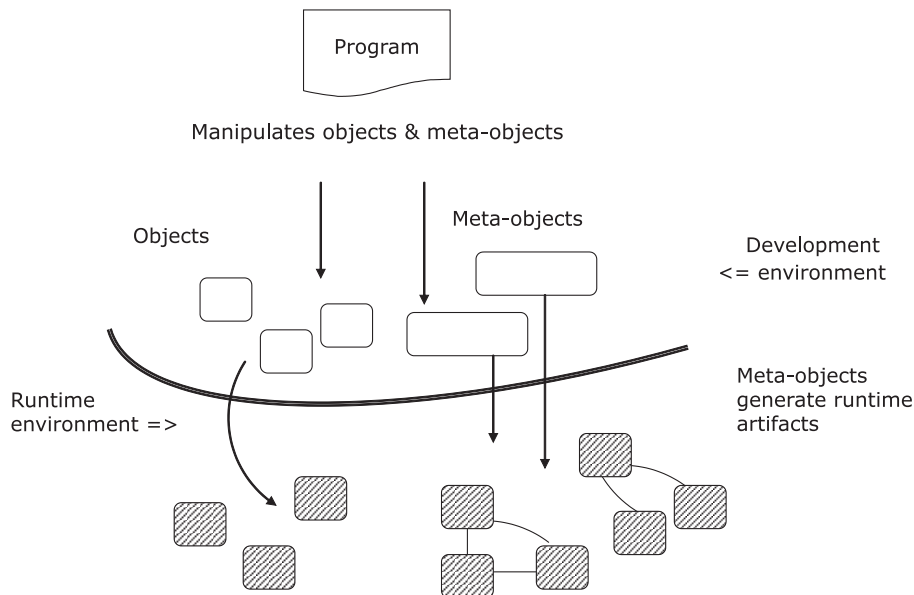 Program
Manipulates objects & meta-objects
Objects
Meta-objects
Development
<= environment
Runtime
environment =>
Meta-objects
generate runtime
artifacts